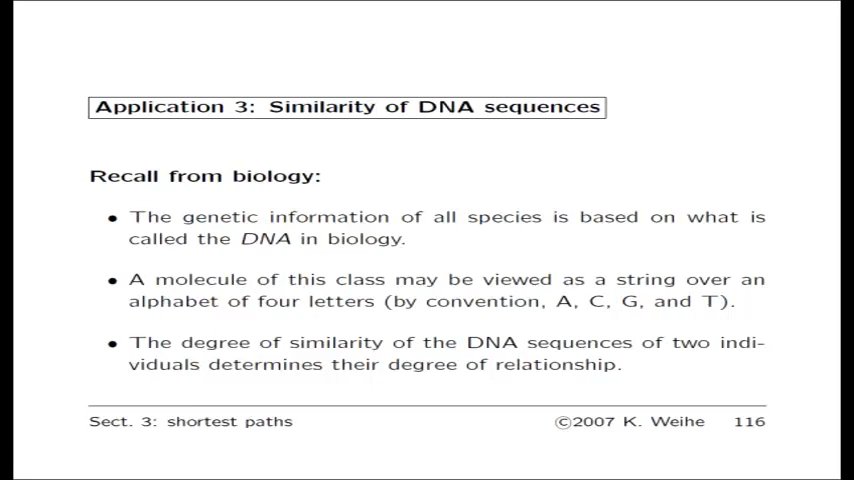 Application 3: Similarity of DNA sequences
Recall from biology:
• The genetic information of all species is based on what is
called the DNA in biology.
• A molecule of this class may be viewed as a string over an
alphabet of four letters (by convention, A, C, G, and T).
• The degree of similarity of the DNA sequences of two indi-
viduals determines their degree of relationship.
Sect. 3: shortest paths ©2007 K. Weihe 116